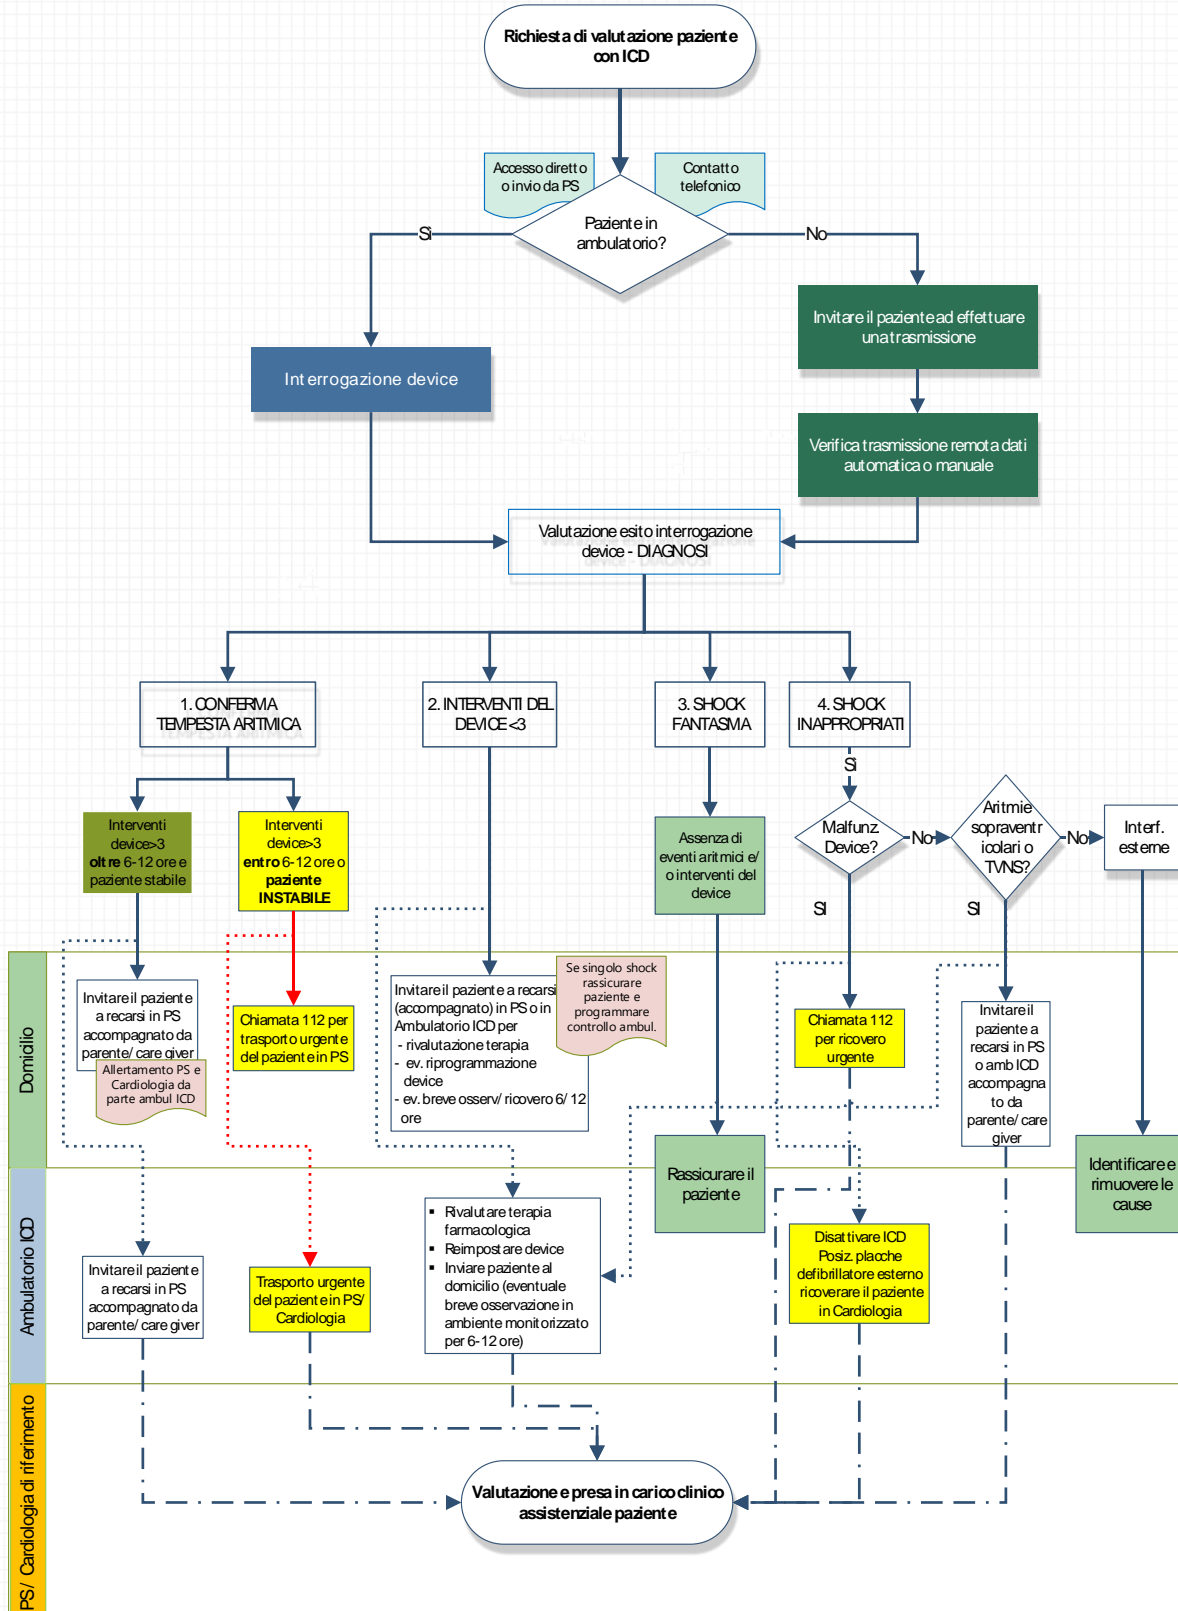 Richiesta di valutazione paziente
con ICD
Accesso diretto
o invio da PS
Contatto
telefonico
Paziente in
ambulatorio?
Sì
No
Invitare il paziente ad effettuare
una trasmissione
Interrogazione device
Verifica trasmissione remota dati
automatica o manuale
Valutazione esito interrogazione
device - DIAGNOSI
1. CONFERMA
TEMPESTA ARITMICA
2. INTERVENTI DEL
DEVICE <3
3. SHOCK
FANTASMA
4. SHOCK
INAPPROPRIATI
Sì
Interventi
device>3
oltre 6-12 ore e
paziente stabile
Interventi
device>3
entro 6-12 ore o
paziente
INSTABILE
Assenza di
eventi aritmici e/
o interventi del
device
Malfunz.
Device?
No
Aritmie
sopraventr
icolari o
TVNS?
No
Interf.
esterne
SI
SI
Domicilio
Invitare il paziente
a recarsi in PS
accompagnato da
parente/ care giver
Allertamento PS e
Cardiologia da
parte ambul ICD
Chiamata 112 per
trasporto urgente
del paziente in PS
Invitare il paziente a recarsi
(accompagnato) in PS o in
Ambulatorio ICD per
- rivalutazione terapia
- ev. riprogrammazione
device
- ev. breve osserv/ ricovero 6/ 12
ore
Se singolo shock
rassicurare
paziente e
programmare
controllo ambul.
Chiamata 112
per ricovero
urgente
Invitare il
paziente a
recarsi in PS
o amb ICD
accompagna
to da
parente/ care
giver
Rassicurare il
paziente
Identificare e
rimuovere le
cause
Ambulatorio ICD
Invitare il paziente
a recarsi in PS
accompagnato da
parente/ care giver
Trasporto urgente
del paziente in PS/
Cardiologia
▪ Rivalutare terapia
farmacologica
▪ Reimpostare device
▪ Inviare paziente al
domicilio (eventuale
breve osservazione in
ambiente monitorizzato
per 6-12 ore)
Disattivare ICD
Posiz. placche
defibrillatore esterno
ricoverare il paziente
in Cardiologia
PS/ Cardiologia di riferimento
Valutazione e presa in carico clinico
assistenziale paziente